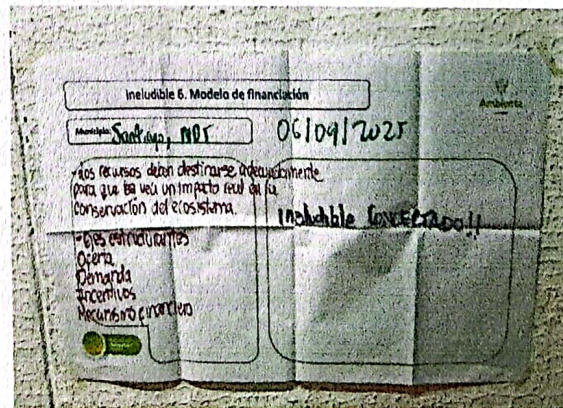 Ineludible 6. Modelo de financiación
Ambiente
Municipio: Santiago, NDS
06/09/2025
-Los recursos deben destinarse adecuadamente
para que se vea un impacto real en la
conservación del ecosistema.
Ineludible CONCERTADO!!
-Ejes estructurantes
Oferta
Demanda
Incentivos
Mecanismo financiero